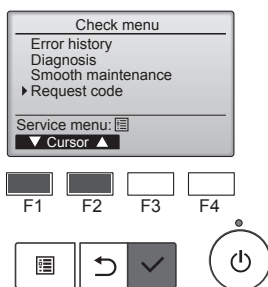 Check menu
Error history
Diagnosis
Smooth maintenance
Request code
Service menu:
▼ Cursor ▲
F1 F2 F3 F4